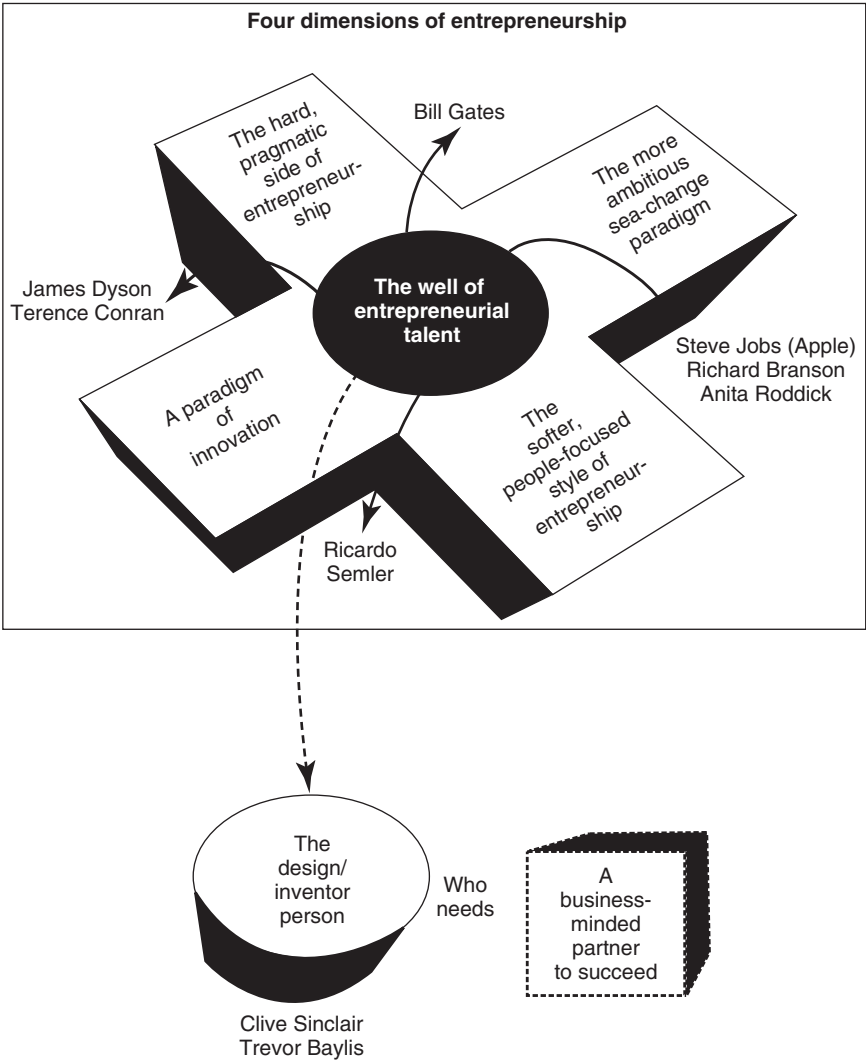 Four dimensions of entrepreneurship
The hard,
pragmatic
side of
entrepreneur-
ship
Bill Gates
The more
ambitious
sea-change
paradigm
James Dyson
Terence Conran
The well of
entrepreneurial
talent
Steve Jobs (Apple)
Richard Branson
Anita Roddick
A paradigm
of
innovation
The
softer,
people-focused
style of
entrepreneur-
ship
Ricardo
Semler
The
design/
inventor
person
Who
needs
A
business-
minded
partner
to succeed
Clive Sinclair
Trevor Baylis